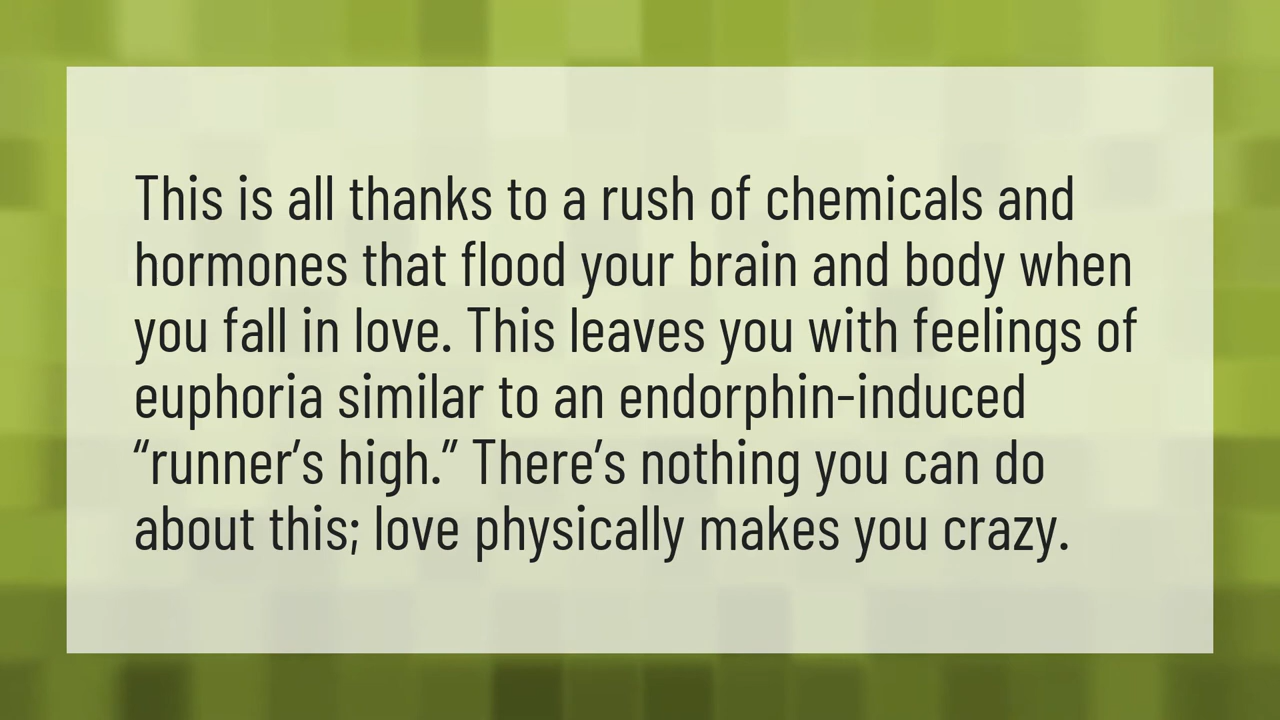 This is all thanks to a rush of chemicals and
hormones that flood your brain and body when
you fall in love. This leaves you with feelings of
euphoria similar to an endorphin-induced
“runner’s high.” There’s nothing you can do
about this; love physically makes you crazy.